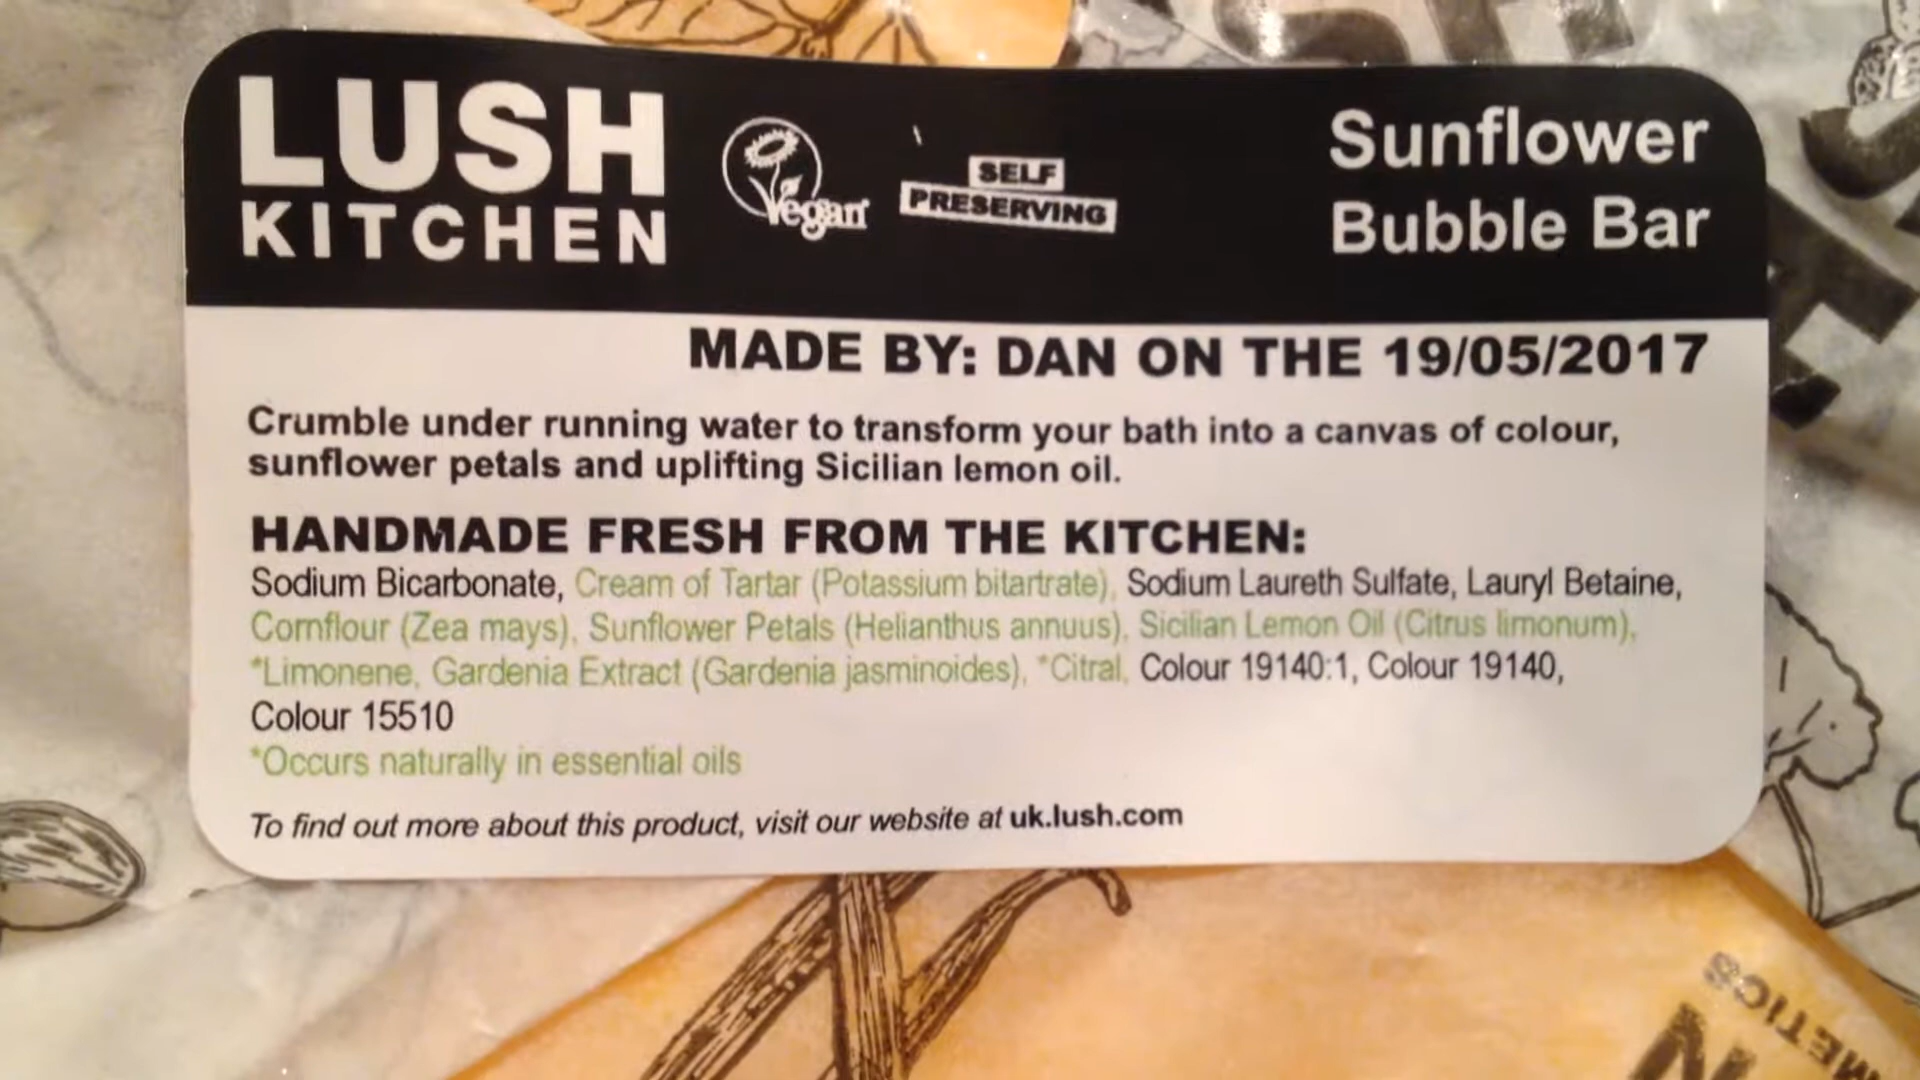 LUSH
KITCHEN
Vegan
SELF
PRESERVING
Sunflower
Bubble Bar
MADE BY: DAN ON THE 19/05/2017
Crumble under running water to transform your bath into a canvas of colour,
sunflower petals and uplifting Sicilian lemon oil.
HANDMADE FRESH FROM THE KITCHEN:
Sodium Bicarbonate, Cream of Tartar (Potassium bitartrate), Sodium Laureth Sulfate, Lauryl Betaine,
Cornflour (Zea mays), Sunflower Petals (Helianthus annuus), Sicilian Lemon Oil (Citrus limonum),
*Limonene, Gardenia Extract (Gardenia jasminoides), *Citral, Colour 19140:1, Colour 19140,
Colour 15510
*Occurs naturally in essential oils
To find out more about this product, visit our website at uk.lush.com